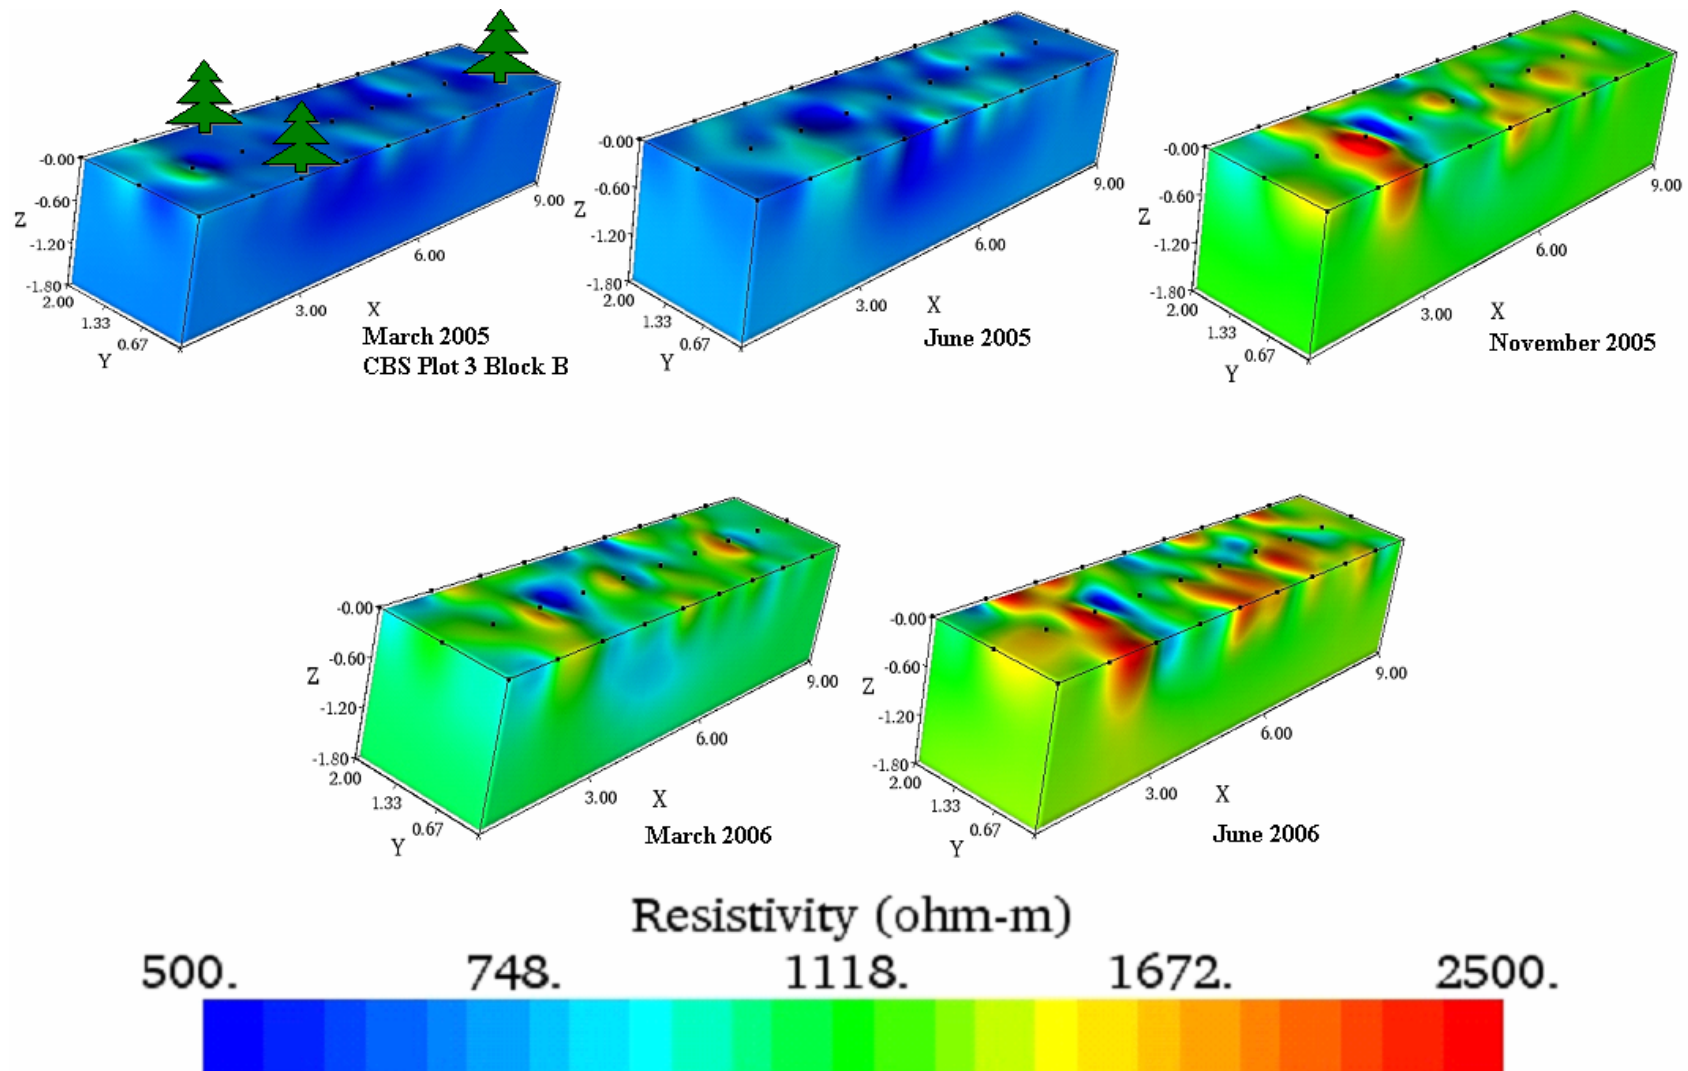 -0.00
-0.60
Z
-1.20
-1.80
2.00
1.33
0.67
Y
3.00
6.00
9.00
X
March 2005
CBS Plot 3 Block B
-0.00
-0.60
Z
-1.20
-1.80
2.00
1.33
0.67
Y
3.00
6.00
9.00
X
June 2005
-0.00
-0.60
Z
-1.20
-1.80
2.00
1.33
0.67
Y
3.00
6.00
9.00
X
November 2005
-0.00
-0.60
Z
-1.20
-1.80
2.00
1.33
0.67
Y
3.00
6.00
9.00
X
March 2006
-0.00
-0.60
Z
-1.20
-1.80
2.00
1.33
0.67
Y
3.00
6.00
9.00
X
June 2006
Resistivity (ohm-m)
500. 748. 1118. 1672. 2500.